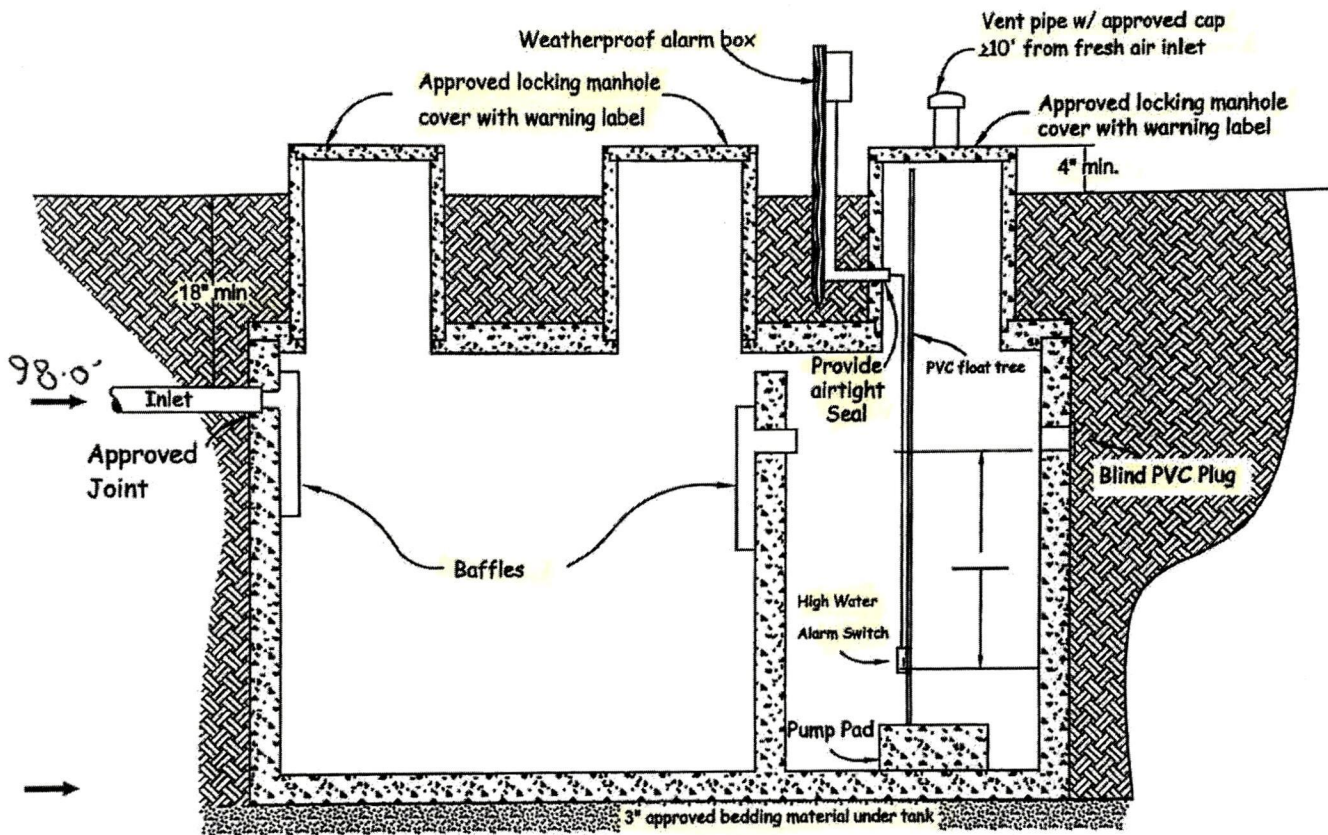 Vent pipe w/ approved cap
≥10' from fresh air inlet
Weatherproof alarm box
Approved locking manhole
cover with warning label
Approved locking manhole
cover with warning label
4" min.
18" min
98.0'
Inlet
Provide
airtight
Seal
PVC float tree
Approved
Joint
Blind PVC Plug
Baffles
High Water
Alarm Switch
Pump Pad
3" approved bedding material under tank